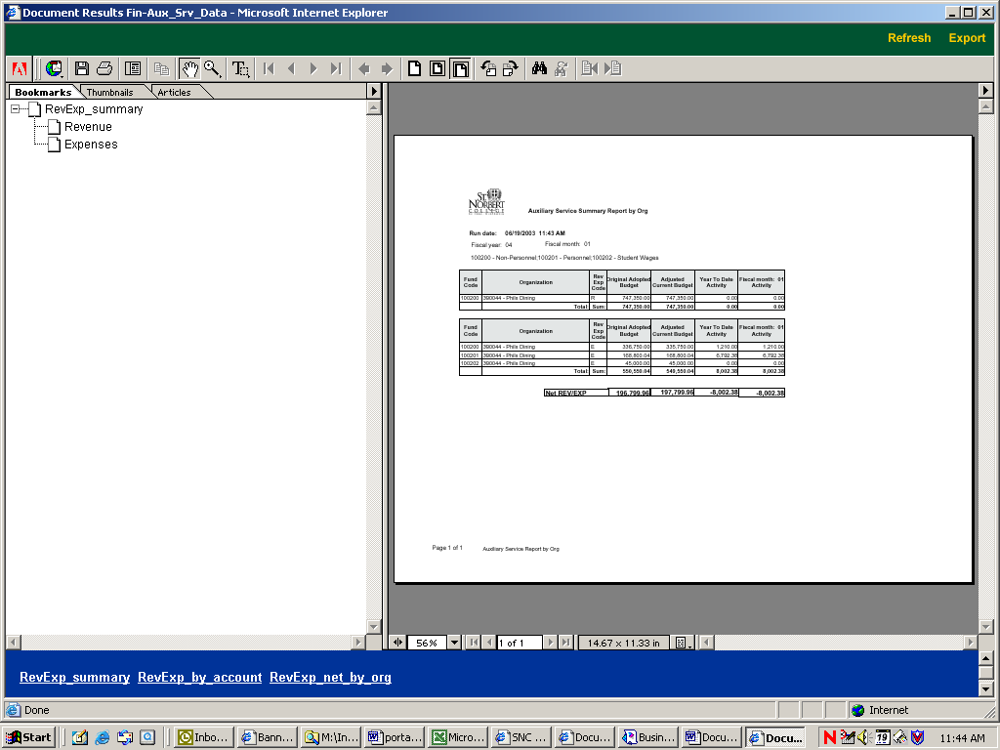 Document Results Fin-Aux_Srv_Data - Microsoft Internet Explorer
Refresh Export
Bookmarks Thumbnails Articles
RevExp_summary
Revenue
Expenses
ST. NORBERT
COLLEGE
Auxiliary Service Summary Report by Org
Run date: 06/19/2003 11:43 AM
Fiscal year: 04 Fiscal month: 01
100200 - Non-Personnel;100201 - Personnel;100202 - Student Wages
Fund Code Organization Rev Exp Code Original Adopted Budget Adjusted Current Budget Year To Date Activity Fiscal month: 01 Activity
100200 390044 - Phils Dining R 747,350.00 747,350.00 0.00 0.00
Total Sum: 747,350.00 747,350.00 0.00 0.00
Fund Code Organization Rev Exp Code Original Adopted Budget Adjusted Current Budget Year To Date Activity Fiscal month: 01 Activity
100200 390044 - Phils Dining E 336,750.00 335,750.00 1,210.00 1,210.00
100201 390044 - Phils Dining E 168,800.04 168,800.04 6,792.38 6,792.38
100202 390044 - Phils Dining E 45,000.00 45,000.00 0.00 0.00
Total Sum: 550,550.04 549,550.04 8,002.38 8,002.38
Net REV/EXP 196,799.96 197,799.96 -8,002.38 -8,002.38
Page 1 of 1 Auxiliary Service Report by Org
56% 1 of 1 14.67 x 11.33 in
RevExp_summary RevExp_by_account RevExp_net_by_org
Done Internet
Start Inbo... Bann... M:\In... porta... Micro... SNC ... Docu... Busin... Docu... Docu... N 19 11:44 AM